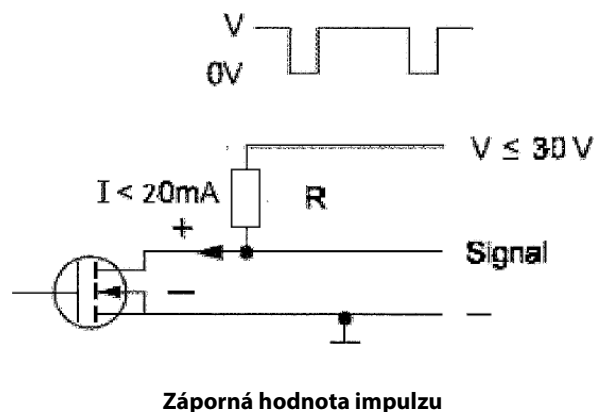 V
0V
V ≤ 30 V
I < 20mA
R
+
Signal
—
—
Záporná hodnota impulzu